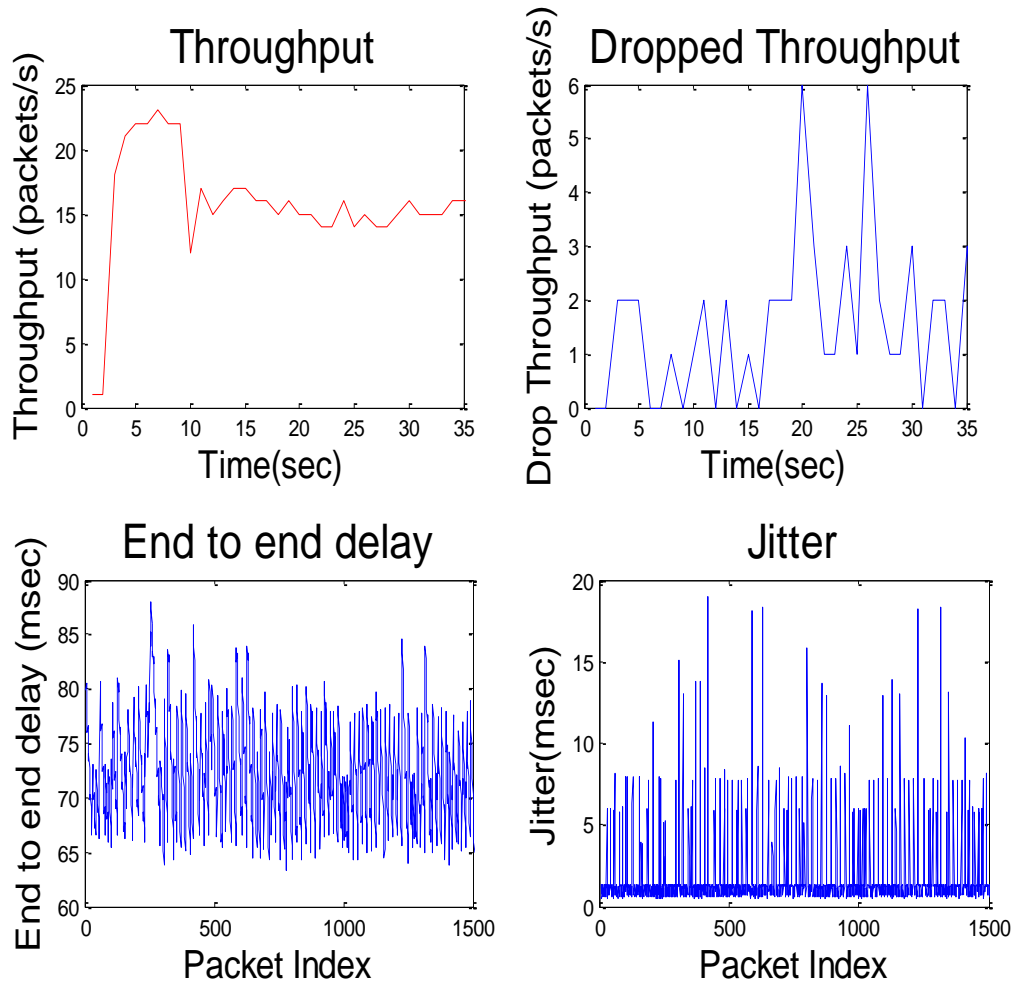 Throughput
Throughput (packets/s)
25
20
15
10
5
0
0 5 10 15 20 25 30 35
Time(sec)
Dropped Throughput
Drop Throughput (packets/s)
6
5
4
3
2
1
0
0 5 10 15 20 25 30 35
Time(sec)
End to end delay
End to end delay (msec)
90
85
80
75
70
65
60
0 500 1000 1500
Packet Index
Jitter
Jitter(msec)
20
15
10
5
0
0 500 1000 1500
Packet Index